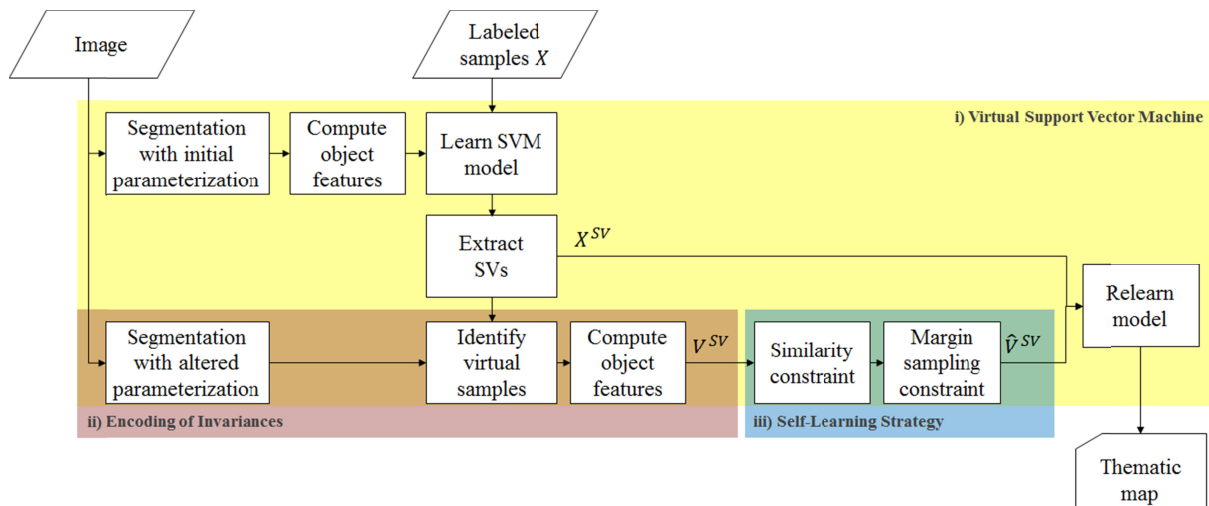 Image
Labeled
samples X
i) Virtual Support Vector Machine
Segmentation
with initial
parameterization
Compute
object
features
Learn SVM
model
Extract
SVs
X^SV
Relearn
model
Segmentation
with altered
parameterization
Identify
virtual
samples
Compute
object
features
V^SV
Similarity
constraint
Margin
sampling
constraint
V̂^SV
ii) Encoding of Invariances
iii) Self-Learning Strategy
Thematic
map